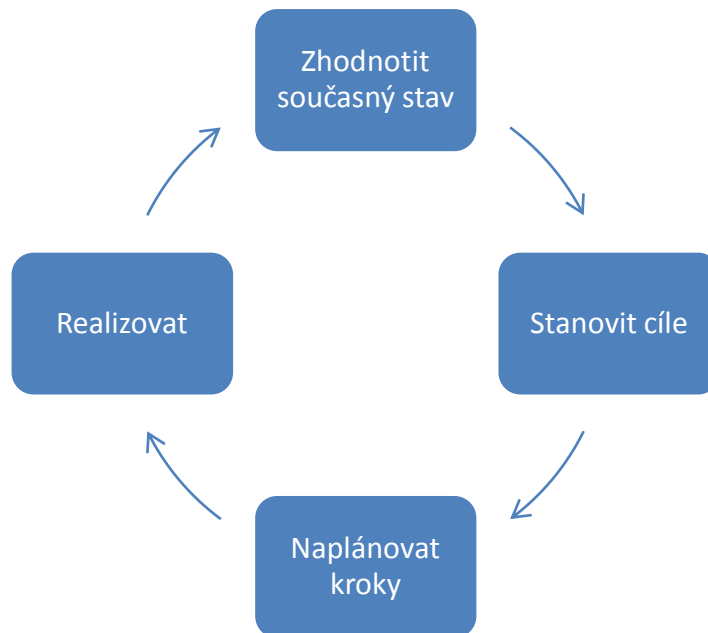 Zhodnotit
současný stav
Stanovit cíle
Naplánovat
kroky
Realizovat